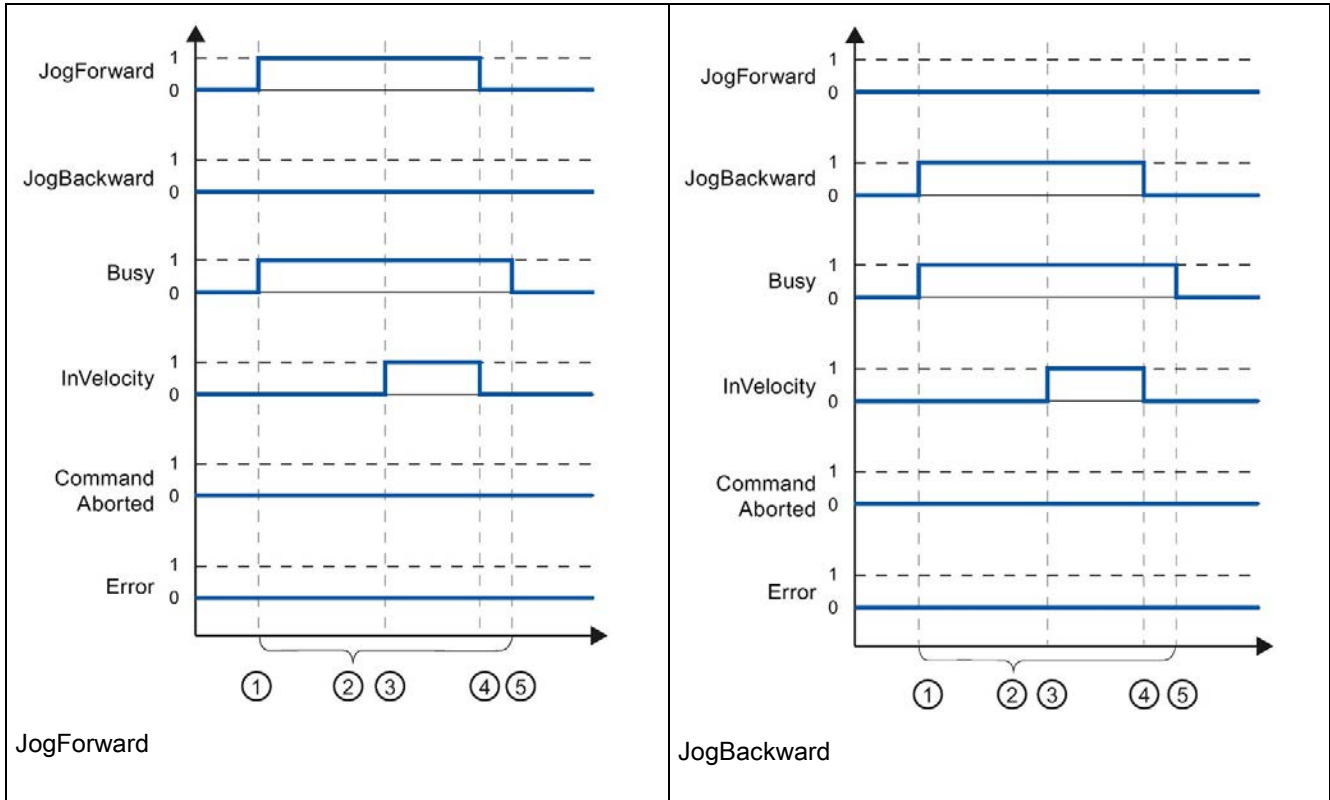 JogForward
1
0
JogBackward
1
0
Busy
1
0
InVelocity
1
0
Command
Aborted
1
0
Error
1
0
① ② ③ ④ ⑤
JogForward
JogForward
1
0
JogBackward
1
0
Busy
1
0
InVelocity
1
0
Command
Aborted
1
0
Error
1
0
① ② ③ ④ ⑤
JogBackward